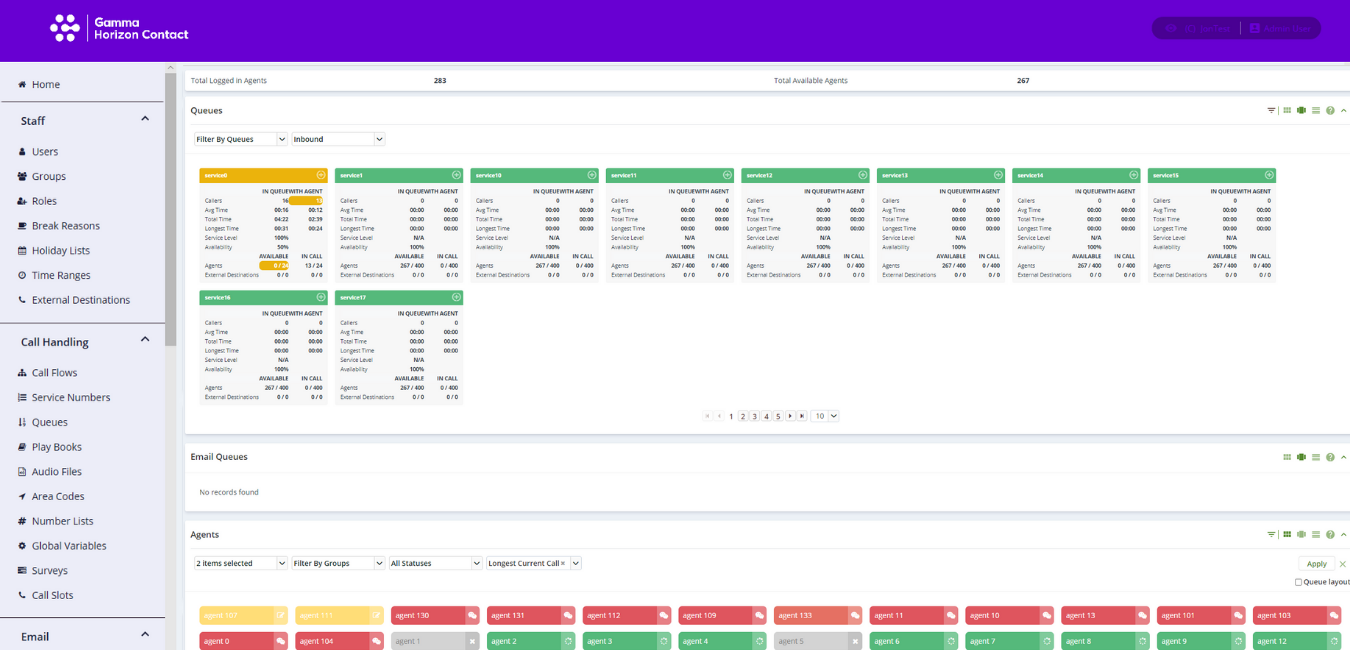 Gamma
Horizon Contact
Home
Total Logged In Agents 283 Total Available Agents 267
Staff
Users
Groups
Roles
Break Reasons
Holiday Lists
Time Ranges
External Destinations
Call Handling
Call Flows
Service Numbers
Queues
Play Books
Audio Files
Area Codes
Number Lists
Global Variables
Surveys
Call Slots
Email
Queues
Filter By Queues Inbound
service0 service1 service10 service11 service12 service13 service14 service15
IN QUEUE WITH AGENT IN QUEUE WITH AGENT IN QUEUE WITH AGENT IN QUEUE WITH AGENT IN QUEUE WITH AGENT IN QUEUE WITH AGENT IN QUEUE WITH AGENT IN QUEUE WITH AGENT
Callers 16 13 Callers 0 0 Callers 0 0 Callers 0 0 Callers 0 0 Callers 0 0 Callers 0 0 Callers 0 0
Avg Time 00:16 00:12 Avg Time 00:00 00:00 Avg Time 00:00 00:00 Avg Time 00:00 00:00 Avg Time 00:00 00:00 Avg Time 00:00 00:00 Avg Time 00:00 00:00 Avg Time 00:00 00:00
Total Time 04:22 02:39 Total Time 00:00 00:00 Total Time 00:00 00:00 Total Time 00:00 00:00 Total Time 00:00 00:00 Total Time 00:00 00:00 Total Time 00:00 00:00 Total Time 00:00 00:00
Longest Time 00:31 00:24 Longest Time 00:00 00:00 Longest Time 00:00 00:00 Longest Time 00:00 00:00 Longest Time 00:00 00:00 Longest Time 00:00 00:00 Longest Time 00:00 00:00 Longest Time 00:00 00:00
Service Level 100% Service Level N/A Service Level N/A Service Level N/A Service Level N/A Service Level N/A Service Level N/A Service Level N/A
Availability 50% Availability 100% Availability 100% Availability 100% Availability 100% Availability 100% Availability 100% Availability 100%
AVAILABLE IN CALL AVAILABLE IN CALL AVAILABLE IN CALL AVAILABLE IN CALL AVAILABLE IN CALL AVAILABLE IN CALL AVAILABLE IN CALL AVAILABLE IN CALL
Agents 0 / 24 13 / 24 Agents 267 / 400 0 / 400 Agents 267 / 400 0 / 400 Agents 267 / 400 0 / 400 Agents 267 / 400 0 / 400 Agents 267 / 400 0 / 400 Agents 267 / 400 0 / 400 Agents 267 / 400 0 / 400
External Destinations 0 / 0 0 / 0 External Destinations 0 / 0 0 / 0 External Destinations 0 / 0 0 / 0 External Destinations 0 / 0 0 / 0 External Destinations 0 / 0 0 / 0 External Destinations 0 / 0 0 / 0 External Destinations 0 / 0 0 / 0 External Destinations 0 / 0 0 / 0
service16 service17
IN QUEUE WITH AGENT IN QUEUE WITH AGENT
Callers 0 0 Callers 0 0
Avg Time 00:00 00:00 Avg Time 00:00 00:00
Total Time 00:00 00:00 Total Time 00:00 00:00
Longest Time 00:00 00:00 Longest Time 00:00 00:00
Service Level N/A Service Level N/A
Availability 100% Availability 100%
AVAILABLE IN CALL AVAILABLE IN CALL
Agents 267 / 400 0 / 400 Agents 267 / 400 0 / 400
External Destinations 0 / 0 0 / 0 External Destinations 0 / 0 0 / 0
1 2 3 4 5 10
Email Queues
No records found
Agents
2 items selected Filter By Groups All Statuses Longest Current Call × Apply
Queue layout
agent 107 agent 111 agent 130 agent 131 agent 112 agent 109 agent 133 agent 11 agent 10 agent 13 agent 101 agent 103
agent 0 agent 104 agent 1 agent 2 agent 3 agent 4 agent 5 agent 6 agent 7 agent 8 agent 9 agent 12